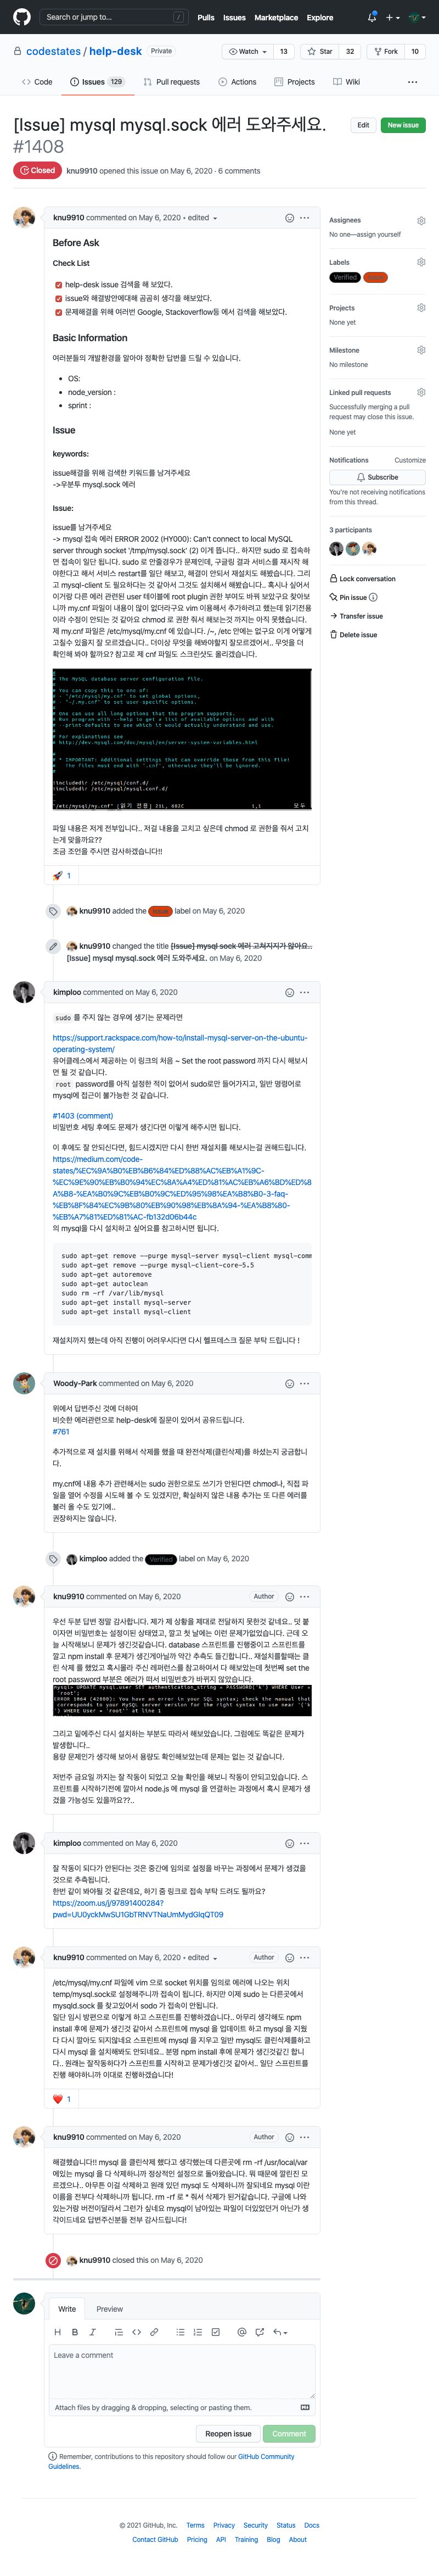 Search or jump to...
/
Pulls Issues Marketplace Explore
codestates / help-desk Private
Watch 13 Star 32 Fork 10
Code Issues 129 Pull requests Actions Projects Wiki
[Issue] mysql mysql.sock 에러 도와주세요.
#1408
Edit New issue
Closed knu9910 opened this issue on May 6, 2020 · 6 comments
knu9910 commented on May 6, 2020 • edited
Before Ask
Check List
help-desk issue 검색을 해 보았다.
issue와 해결방안에대해 곰곰히 생각을 해보았다.
문제해결을 위해 여러번 Google, Stackoverflow등 에서 검색을 해보았다.
Basic Information
여러분들의 개발환경을 알아야 정확한 답변을 드릴 수 있습니다.
OS:
node_version :
sprint :
Issue
keywords:
issue해결을 위해 검색한 키워드를 남겨주세요
->우분투 mysql.sock 에러
Issue:
issue를 남겨주세요
-> mysql 접속 에러 ERROR 2002 (HY000): Can't connect to local MySQL
server through socket '/tmp/mysql.sock' (2) 이게 뜹니다.. 하지만 sudo 로 접속하
면 접속이 일단 됩니다. sudo 로 안줄경우가 문제인데, 구글링 결과 서비스를 재시작 해
야한다고 해서 서비스 restart를 일단 해보고, 해결이 안되서 재설치도 해봤습니다. 그리
고 mysql-client 도 필요하다는 것 같아서 그것도 설치해서 해봤습니다.. 혹시나 싶어서
다른 방법으로 에러에 관련된 user 테이블에 root plugin 권한 부여도 바꿔 보았구요 찾아보
니까 my.cnf 파일이 내용이 많이 없더라구요 vim 이용해서 추가하려고 했는데 읽기전용
이라 수정이 안되는 것 같아요 chmod 로 권한 줘서 해보는것 까지는 아직 못했습니다.
제 my.cnf 파일은 /etc/mysql/my.cnf 에 있습니다. /~, /etc 안에는 없구요 이게 어떻게
고칠수 있을지 잘 모르겠습니다.. 더이상 무엇을 해봐야할지 잘모르겠어서.. 무엇을 더
확인 해 봐야 할까요? 참고로 제 cnf 파일도 스크린샷도 올리겠습니다.
# The MySQL database server configuration file.
#
# You can copy this to one of:
# - "/etc/mysql/my.cnf" to set global options,
# - "~/.my.cnf" to set user-specific options.
#
# One can use all long options that the program supports.
# Run program with --help to get a list of available options and with
# --print-defaults to see which it would actually understand and use.
#
# For explanations see
# http://dev.mysql.com/doc/mysql/en/server-system-variables.html
#
# * IMPORTANT: Additional settings that can override those from this file!
# The files must end with '.cnf', otherwise they'll be ignored.
#
!includedir /etc/mysql/conf.d/
!includedir /etc/mysql/mysql.conf.d/
"/etc/mysql/my.cnf" [읽기 전용] 21L, 682C 1,1 모두
파일 내용은 저게 전부입니다.. 저걸 내용을 고치고 싶은데 chmod 로 권한을 줘서 고치
는게 맞을까요??
조금 조언을 주시면 감사하겠습니다!!
🚀 1
knu9910 added the issue label on May 6, 2020
knu9910 changed the title [Issue] mysql sock 에러 고쳐지지가 않아요..
[Issue] mysql mysql.sock 에러 도와주세요. on May 6, 2020
kimploo commented on May 6, 2020
sudo 를 주지 않는 경우에 생기는 문제라면
https://support.rackspace.com/how-to/install-mysql-server-on-the-ubuntu-
operating-system/
유어클래스에서 제공하는 이 링크의 처음 ~ Set the root password 까지 다시 해보시
면 될 것 같습니다.
root password를 아직 설정한 적이 없어서 sudo로만 들어가지고, 일반 명령어로
mysql에 접근이 불가능한 것 같습니다.
#1403 (comment)
비밀번호 세팅 후에도 문제가 생긴다면 이렇게 해주시면 됩니다.
이 후에도 잘 안되신다면, 힘드시겠지만 다시 한번 재설치를 해보시는걸 권해드립니다.
https://medium.com/code-
states/%EC%9A%B0%EB%B6%84%ED%88%AC%EB%A1%9C-
%EC%9E%90%EB%B0%94%EC%8A%A4%ED%81%AC%EB%A6%BD%ED%8
A%B8-%EA%B0%9C%EB%B0%9C%ED%95%98%EA%B8%B0-3-faq-
%EB%8F%84%EC%9B%80%EB%90%98%EB%8A%94-%EA%B8%80-
%EB%A7%81%ED%81%AC-fb132d06b44c
의 mysql을 다시 설치하고 싶어요를 참고하시면 됩니다.
sudo apt-get remove --purge mysql-server mysql-client mysql-comm
sudo apt-get remove --purge mysql-client-core-5.5
sudo apt-get autoremove
sudo apt-get autoclean
sudo rm -rf /var/lib/mysql
sudo apt-get install mysql-server
sudo apt-get install mysql-client
재설치까지 했는데 아직 진행이 어려우시다면 다시 헬프데스크 질문 부탁 드립니다 !
Woody-Park commented on May 6, 2020
위에서 답변주신 것에 더하여
비슷한 에러관련으로 help-desk에 질문이 있어서 공유드립니다.
#761
추가적으로 재 설치를 위해서 삭제를 했을 때 완전삭제(클린삭제)를 하셨는지 궁금합니
다.
my.cnf에 내용 추가 관련해서는 sudo 권한으로도 쓰기가 안된다면 chmod나, 직접 파
일을 열어 수정을 시도해 볼 수 도 있겠지만, 확실하지 않은 내용 추가는 또 다른 에러를
불러 올 수도 있기에..
권장하지는 않습니다.
kimploo added the Verified label on May 6, 2020
knu9910 commented on May 6, 2020 Author
우선 두분 답변 정말 감사합니다. 제가 제 상황을 제대로 전달하지 못한것 같네요.. 덧 붙
이자면 비밀번호는 설정이된 상태였고, 깔고 첫 날에는 이런 문제가없었습니다. 근데 오
늘 시작해보니 문제가 생긴것같습니다. database 스프린트를 진행중이고 스프린트를
깔고 npm install 후 문제가 생긴게아닐까 약간 추측도 들긴합니다.. 재설치를할때는 클
린 삭제 를 했었고 혹시몰라 주신 레퍼런스를 참고하여서 다 해보았는데 첫번째 set the
root password 부분은 에러가 떠서 비밀번호가 바뀌지 않았습니다.
mysql> UPDATE mysql.user SET authentication_string = PASSWORD('k') WHERE User =
'root';
ERROR 1064 (42000): You have an error in your SQL syntax; check the manual that
corresponds to your MySQL server version for the right syntax to use near '('k'
) WHERE User = 'root'' at line 1
그리고 밑에주신 다시 설치하는 부분도 따라서 해보았습니다. 그럼에도 똑같은 문제가
발생합니다..
용량 문제인가 생각해 보아서 용량도 확인해보았는데 문제는 없는 것 같습니다.
저번주 금요일 까지는 잘 작동이 되었고 오늘 확인을 해보니 작동이 안되고있습니다. 스
프린트를 시작하기전에 깔아서 node.js 에 mysql 을 연결하는 과정에서 혹시 문제가 생
겼을 가능성도 있을까요??..
kimploo commented on May 6, 2020
잘 작동이 되다가 안된다는 것은 중간에 임의로 설정을 바꾸는 과정에서 문제가 생겼을
것으로 추측됩니다.
한번 같이 봐야될 것 같은데요, 하기 줌 링크로 접속 부탁 드려도 될까요?
https://zoom.us/j/97891400284?
pwd=UU0yckMwSU1GbTRNVTNaUmMydGlqQT09
knu9910 commented on May 6, 2020 • edited Author
/etc/mysql/my.cnf 파일에 vim 으로 socket 위치를 임의로 에러에 나오는 위치
temp/mysql.sock로 설정해주니까 접속이 됩니다. 하지만 이제 sudo 는 다른곳에서
mysqld.sock 를 찾고있어서 sodo 가 접속이 안됩니다.
일단 임시 방편으로 이렇게 하고 스프린트를 진행하겠습니다.. 아무리 생각해도 npm
install 후에 문제가 생긴것 같아서 스프린트에 mysql 을 업데이트 하고 mysql 을 지웠
다 다시 깔아도 되지않네요 스프린트에 mysql 을 지우고 일반 mysql도 클린삭제를하고
다시 mysql 을 설치해봐도 안되네요.. 분명 npm install 후에 문제가 생긴것같긴 합니
다.. 원래는 잘작동하다가 스프린트를 시작하고 문제가생긴것 같아서.. 일단 스프린트를
진행 해야하니까 이대로 진행하겠습니다!
❤️ 1
knu9910 commented on May 6, 2020 Author
해결했습니다!! mysql 을 클린 삭제 했다고 생각했는데 다른곳에 rm -rf /usr/local/var
에있는 mysql 을 다 삭제하니까 정상적인 설정으로 돌아왔습니다. 뭐 때문에 깔린진 모
르겠으나.. 아무튼 이걸 삭제하고 원래 있던 mysql 도 삭제하니까 잘되네요 mysql 이란
이름을 전부다 삭제하니까 됩니다. rm -rf 로 * 줘서 삭제가 된거같습니다. 구글에 나와
있는거랑 버전이달라서 그런가 싶네요 mysql이 남아있는 파일이 더있었던거 아닌가 생
각이드네요 답변주신분들 전부 감사드립니다!
knu9910 closed this on May 6, 2020
Write Preview
Leave a comment
Attach files by dragging & dropping, selecting or pasting them.
Reopen issue Comment
Remember, contributions to this repository should follow our GitHub Community
Guidelines.
Assignees
No one—assign yourself
Labels
Verified issue
Projects
None yet
Milestone
No milestone
Linked pull requests
Successfully merging a pull
request may close this issue.
None yet
Notifications Customize
Subscribe
You're not receiving notifications
from this thread.
3 participants
Lock conversation
Pin issue
Transfer issue
Delete issue
© 2021 GitHub, Inc. Terms Privacy Security Status Docs
Contact GitHub Pricing API Training Blog About